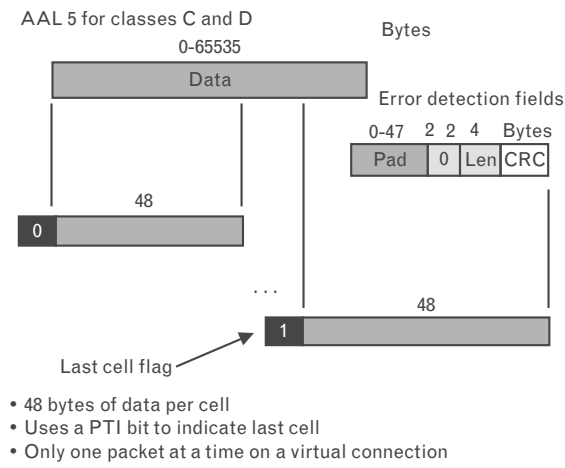 AAL 5 for classes C and D
Bytes
0-65535
Data
Error detection fields
0-47 2 2 4 Bytes
Pad 0 Len CRC
48
0
...
48
1
Last cell flag
• 48 bytes of data per cell
• Uses a PTI bit to indicate last cell
• Only one packet at a time on a virtual connection